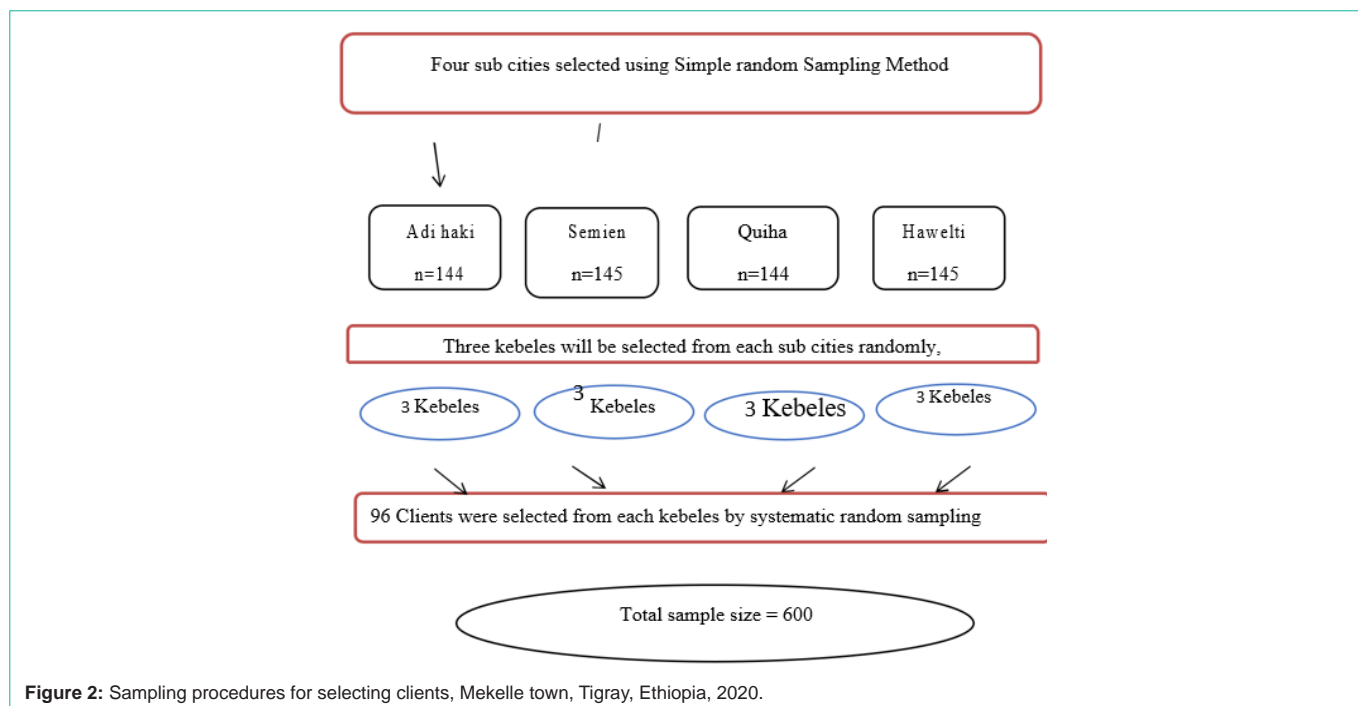 Four sub cities selected using Simple random Sampling Method
Adi haki
n=144
Semien
n=145
Quiha
n=144
Hawelti
n=145
Three kebeles will be selected from each sub cities randomly,
3 Kebeles
3 Kebeles
3 Kebeles
3 Kebeles
96 Clients were selected from each kebeles by systematic random sampling
Total sample size = 600
Figure 2: Sampling procedures for selecting clients, Mekelle town, Tigray, Ethiopia, 2020.